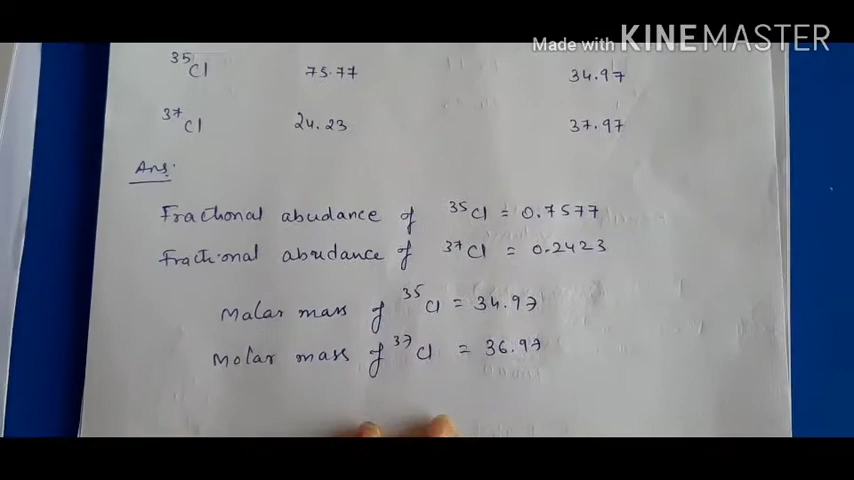 Made with KINEMASTER
35Cl 75.77 34.97
37Cl 24.23 37.97
Ans.
Fractional abudance of 35Cl = 0.7577
Fractional abudance of 37Cl = 0.2423
Malar mass of 35Cl = 34.97
Molar mass of 37Cl = 36.97